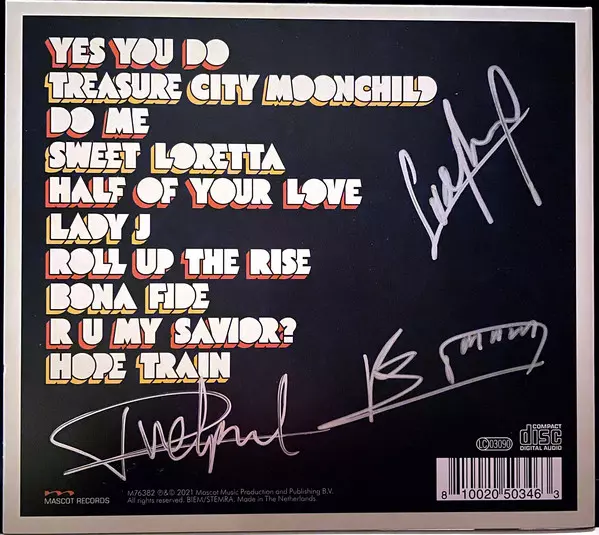 YES YOU DO
TREASURE CITY MOONCHILD
DO ME
SWEET LORETTA
HALF OF YOUR LOVE
LADY J
ROLL UP THE RISE
BONA FIDE
R U MY SAVIOR?
HOPE TRAIN
MASCOT RECORDS
M76382 ℗&© 2021 Mascot Music Production and Publishing B.V.
All rights reserved. BIEM/STEMRA. Made in The Netherlands
LC 03090
COMPACT
disc
DIGITAL AUDIO
8 10020 50346 3